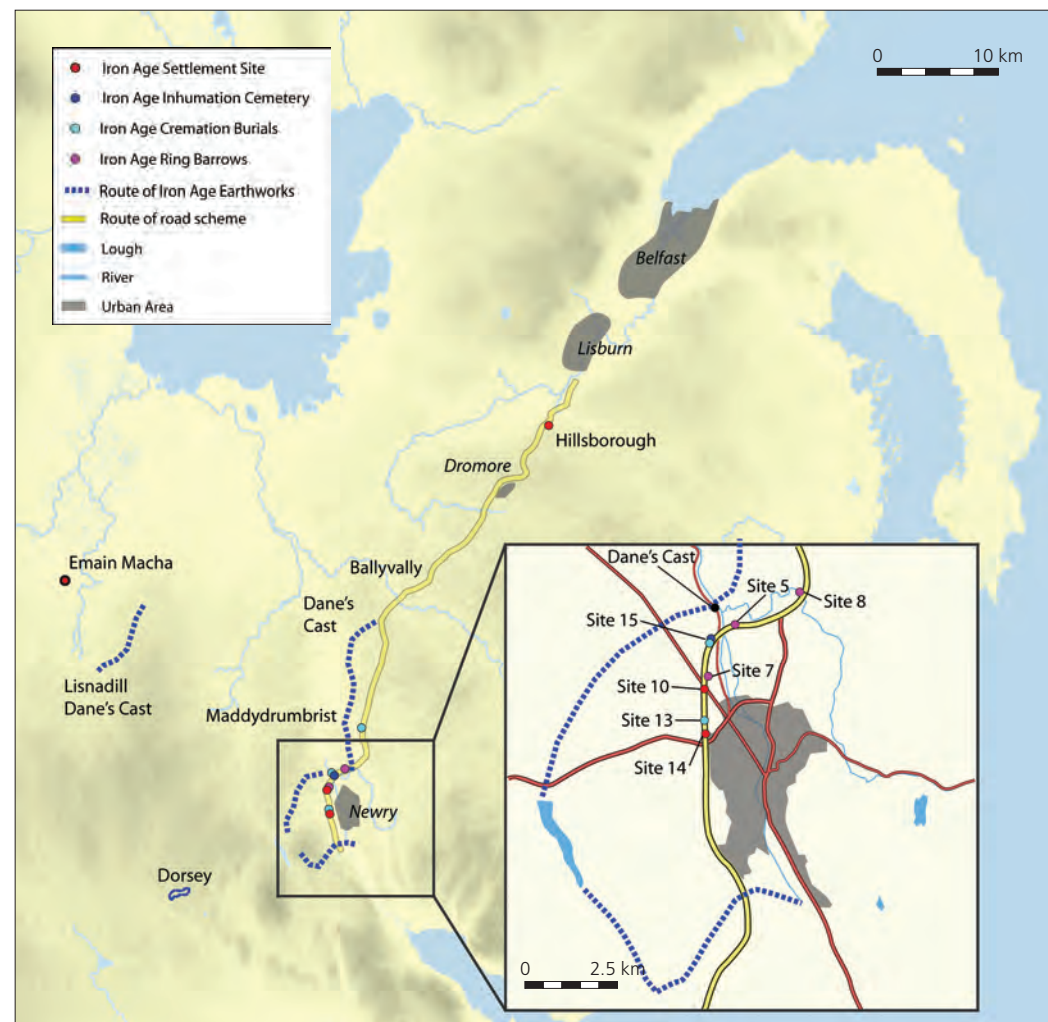 Iron Age Settlement Site
Iron Age Inhumation Cemetery
Iron Age Cremation Burials
Iron Age Ring Barrows
Route of Iron Age Earthworks
Route of road scheme
Lough
River
Urban Area
0 10 km
Belfast
Lisburn
Hillsborough
Dromore
Emain Macha
Ballyvally
Dane's
Cast
Lisnadill
Dane's Cast
Maddydrumbrist
Newry
Dorsey
Dane's Cast
Site 5
Site 8
Site 15
Site 7
Site 10
Site 13
Site 14
0 2.5 km